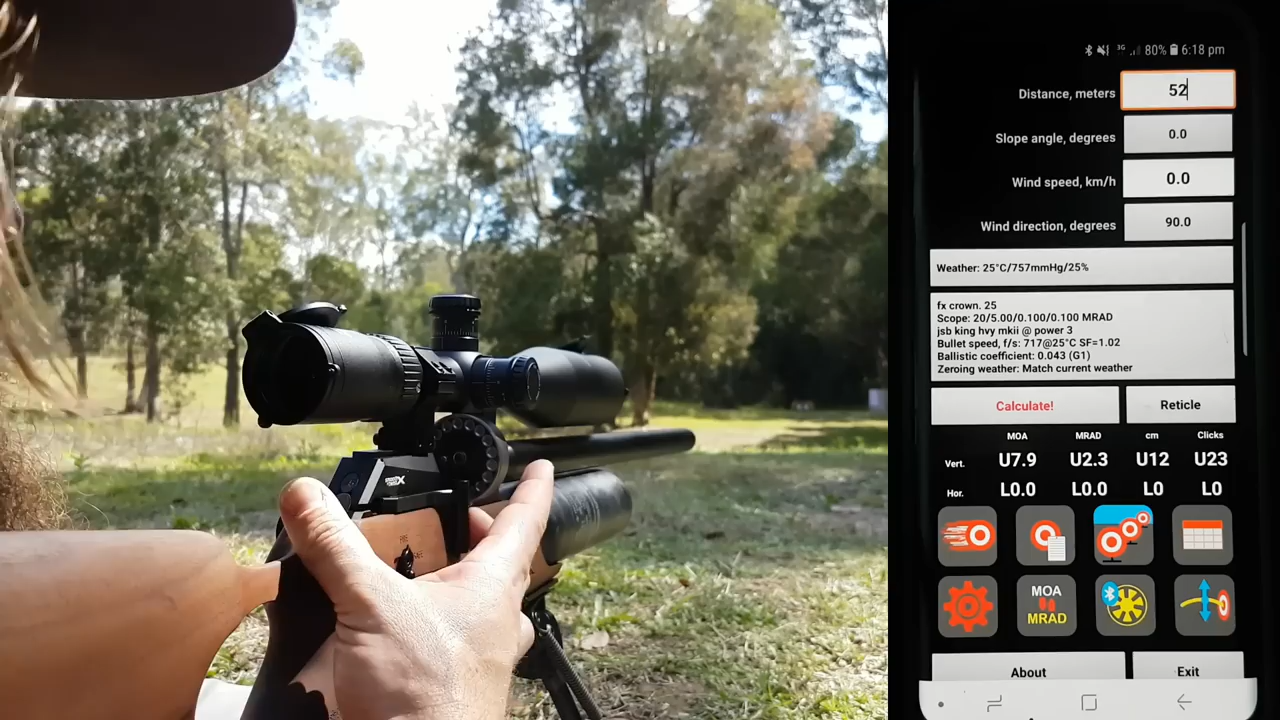 3G 80% 6:18 pm
Distance, meters 52
Slope angle, degrees 0.0
Wind speed, km/h 0.0
Wind direction, degrees 90.0
Weather: 25°C/757mmHg/25%
fx crown. 25
Scope: 20/5.00/0.100/0.100 MRAD
jsb king hvy mkii @ power 3
Bullet speed, f/s: 717@25°C SF=1.02
Ballistic coefficient: 0.043 (G1)
Zeroing weather: Match current weather
Calculate! Reticle
MOA MRAD cm Clicks
Vert. U7.9 U2.3 U12 U23
Hor. L0.0 L0.0 L0 L0
MOA
MRAD
About Exit